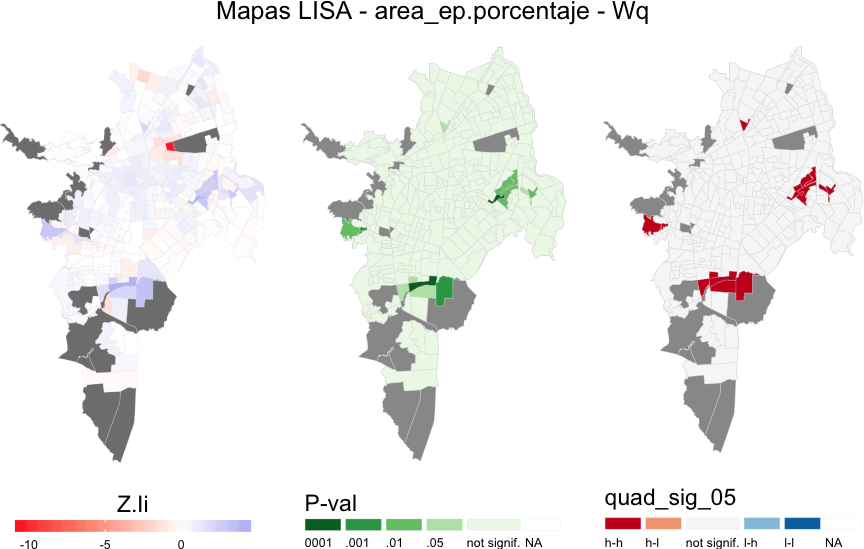 Mapas LISA - area_ep.porcentaje - Wq
Z.Ii
-10 -5 0
P-val
0001 .001 .01 .05 not signif. NA
quad_sig_05
h-h h-l not signif. l-h l-l NA